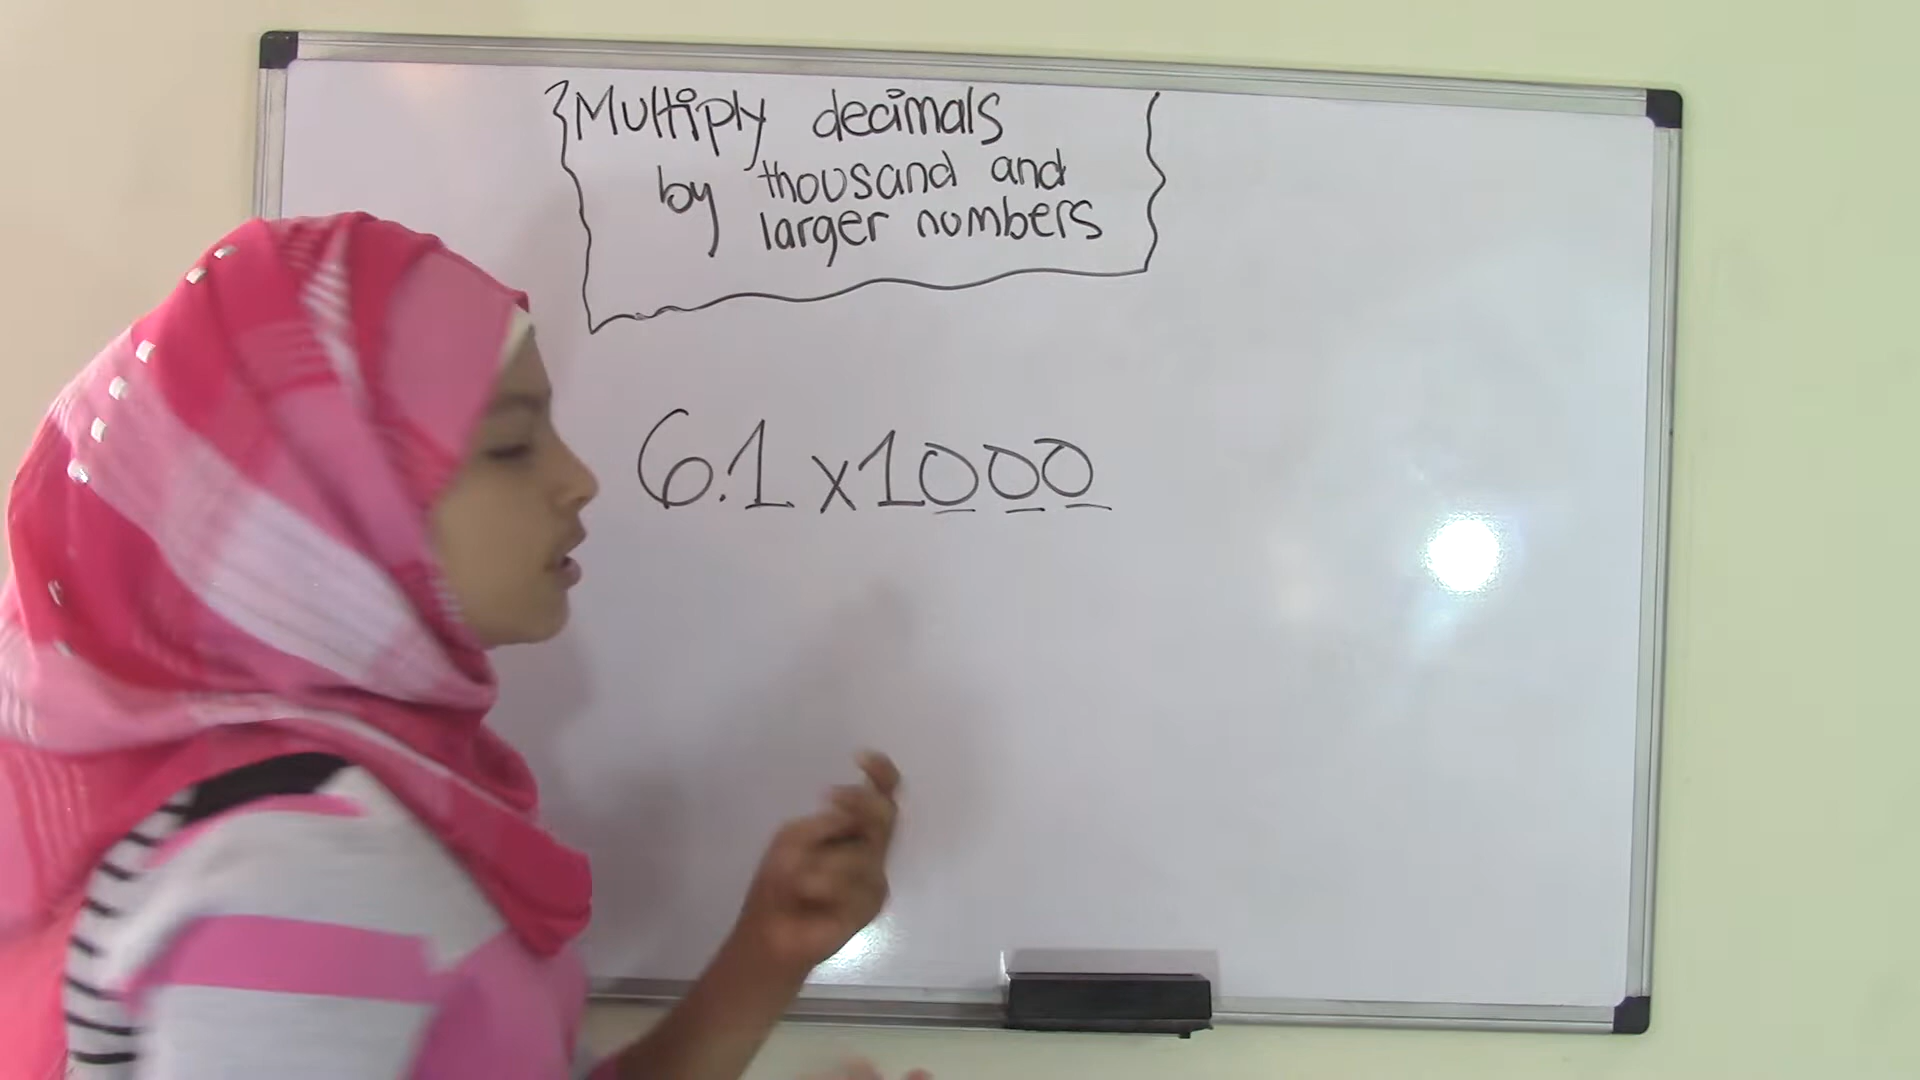 Multiply decimals
by thousand and
larger numbers
6.1 x 1000